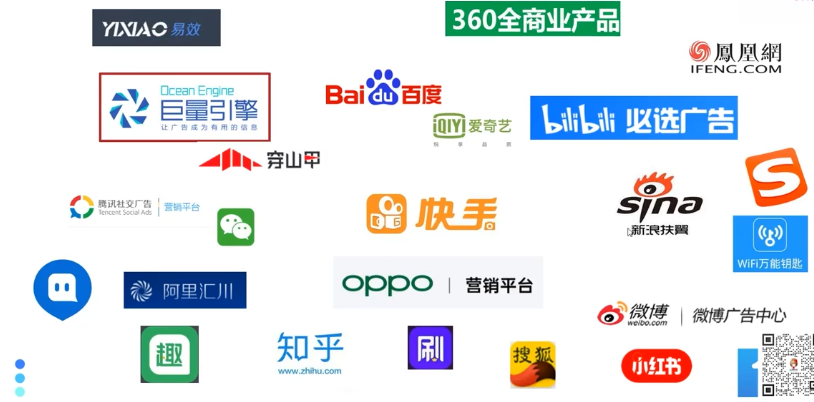 YIXIAO 易效
360全商业产品
鳳凰網
IFENG.COM
Ocean Engine
巨量引擎
让广告成为有用的信息
Bai du 百度
iQIYI 爱奇艺
bilibili 必选广告
穿山甲
腾讯社交广告
Tencent Social Ads
营销平台
快手
sina
新浪扶翼
S
WiFi万能钥匙
阿里汇川
oppo | 营销平台
微博
weibo.com
微博广告中心
趣
知乎
www.zhihu.com
刷
搜狐
小红书